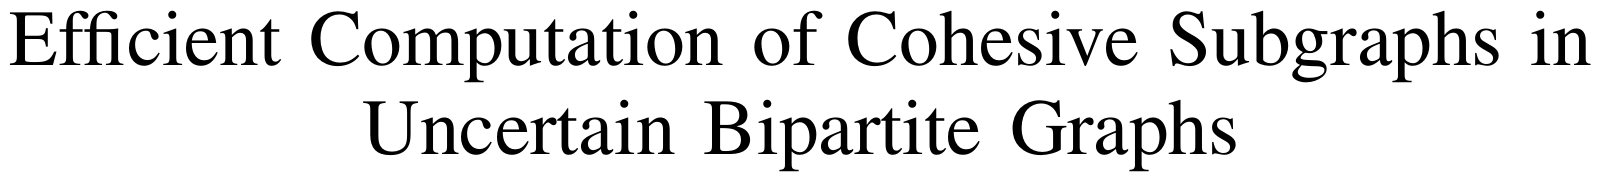 Efficient Computation of Cohesive Subgraphs in
Uncertain Bipartite Graphs